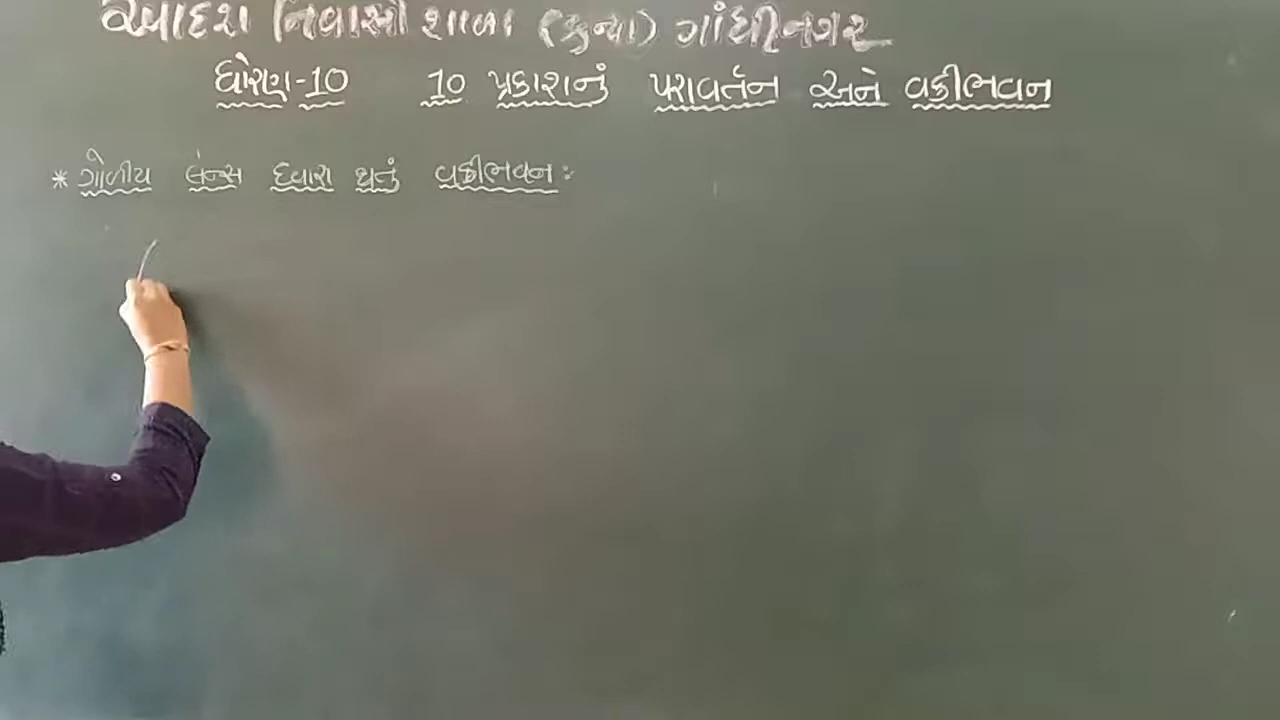 આદર્શ નિવાસી શાળા (કન્યા) ગાંધીનગર
ધોરણ-10 10 પ્રકાશનું પરાવર્તન અને વક્રીભવન
* ગોળીય લેન્સ દ્વારા થતું વક્રીભવન :